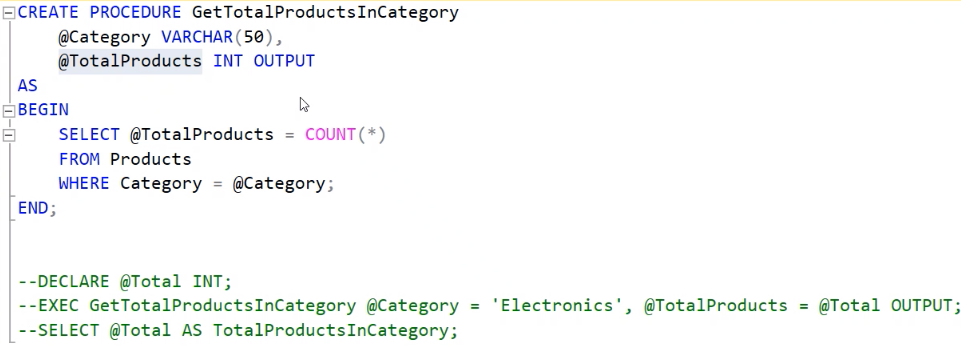 CREATE PROCEDURE GetTotalProductsInCategory
    @Category VARCHAR(50),
    @TotalProducts INT OUTPUT
AS
BEGIN
    SELECT @TotalProducts = COUNT(*)
    FROM Products
    WHERE Category = @Category;
END;
--DECLARE @Total INT;
--EXEC GetTotalProductsInCategory @Category = 'Electronics', @TotalProducts = @Total OUTPUT;
--SELECT @Total AS TotalProductsInCategory;